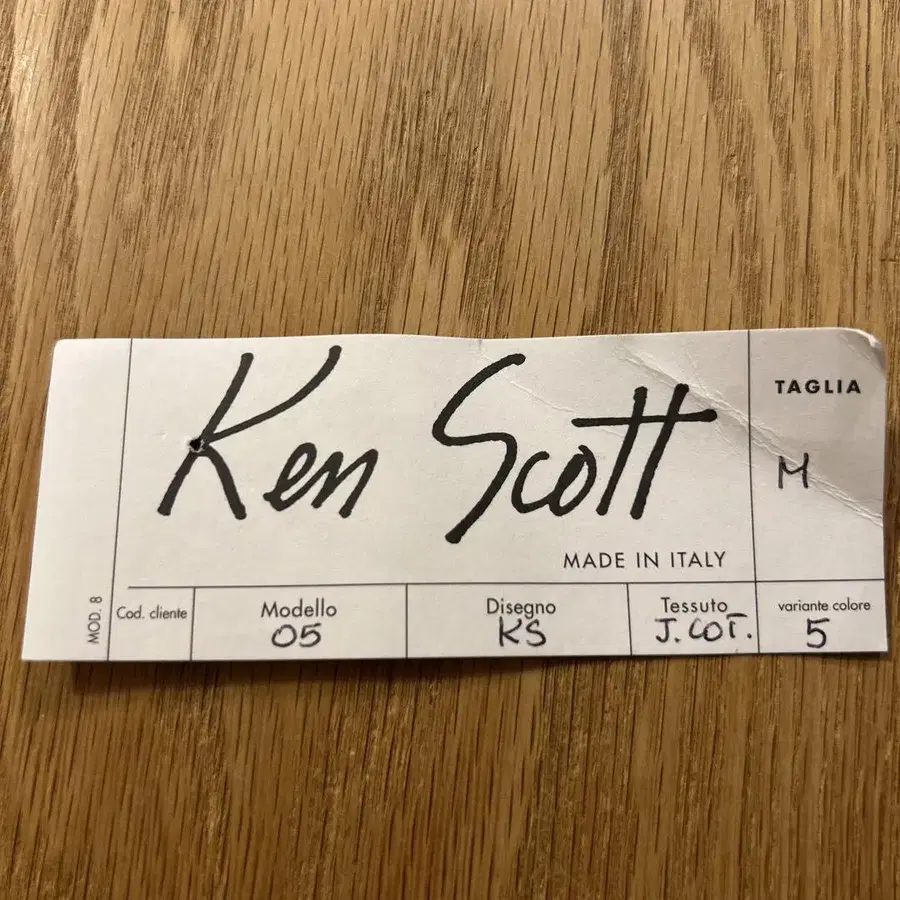 Ken Scott
MADE IN ITALY
TAGLIA
M
MOD. 8
Cod. cliente
Modello
05
Disegno
KS
Tessuto
J. COT.
variante colore
5